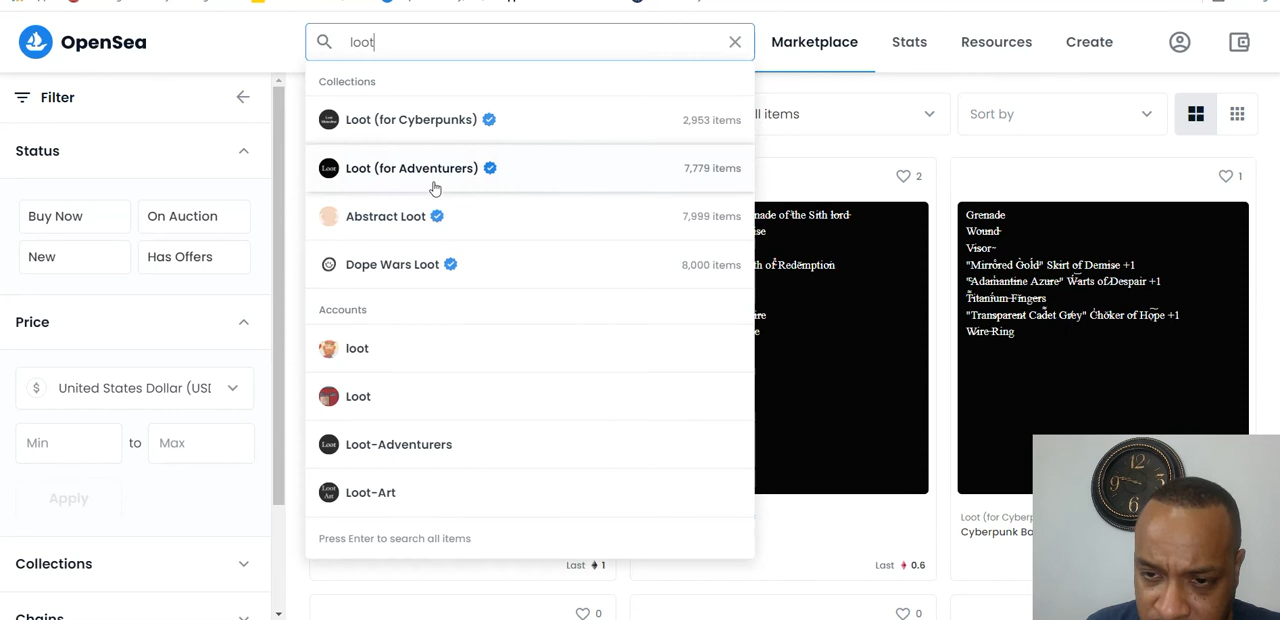 OpenSea
loot
Marketplace
Stats
Resources
Create
Filter
Status
Buy Now
On Auction
New
Has Offers
Price
$ United States Dollar (USD
Min
to
Max
Apply
Collections
Chains
Collections
Loot (for Cyberpunks)
2,953 items
Loot (for Adventurers)
7,779 items
Abstract Loot
7,999 items
Dope Wars Loot
8,000 items
Accounts
loot
Loot
Loot-Adventurers
Loot-Art
Press Enter to search all items
ll items
Sort by
2
1
nade of the Sith lord
ise
th of Redemption
ire
e
Grenade
Wound
Visor
"Mirrored Gold" Skirt of Demise +1
"Adamantine Azure" Warts of Despair +1
Titanium Fingers
"Transparent Cadet Grey" Choker of Hope +1
Wire Ring
Loot (for Cyberp
Cyberpunk Ba
Last 1
Last 0.6
0
0
12
9
6